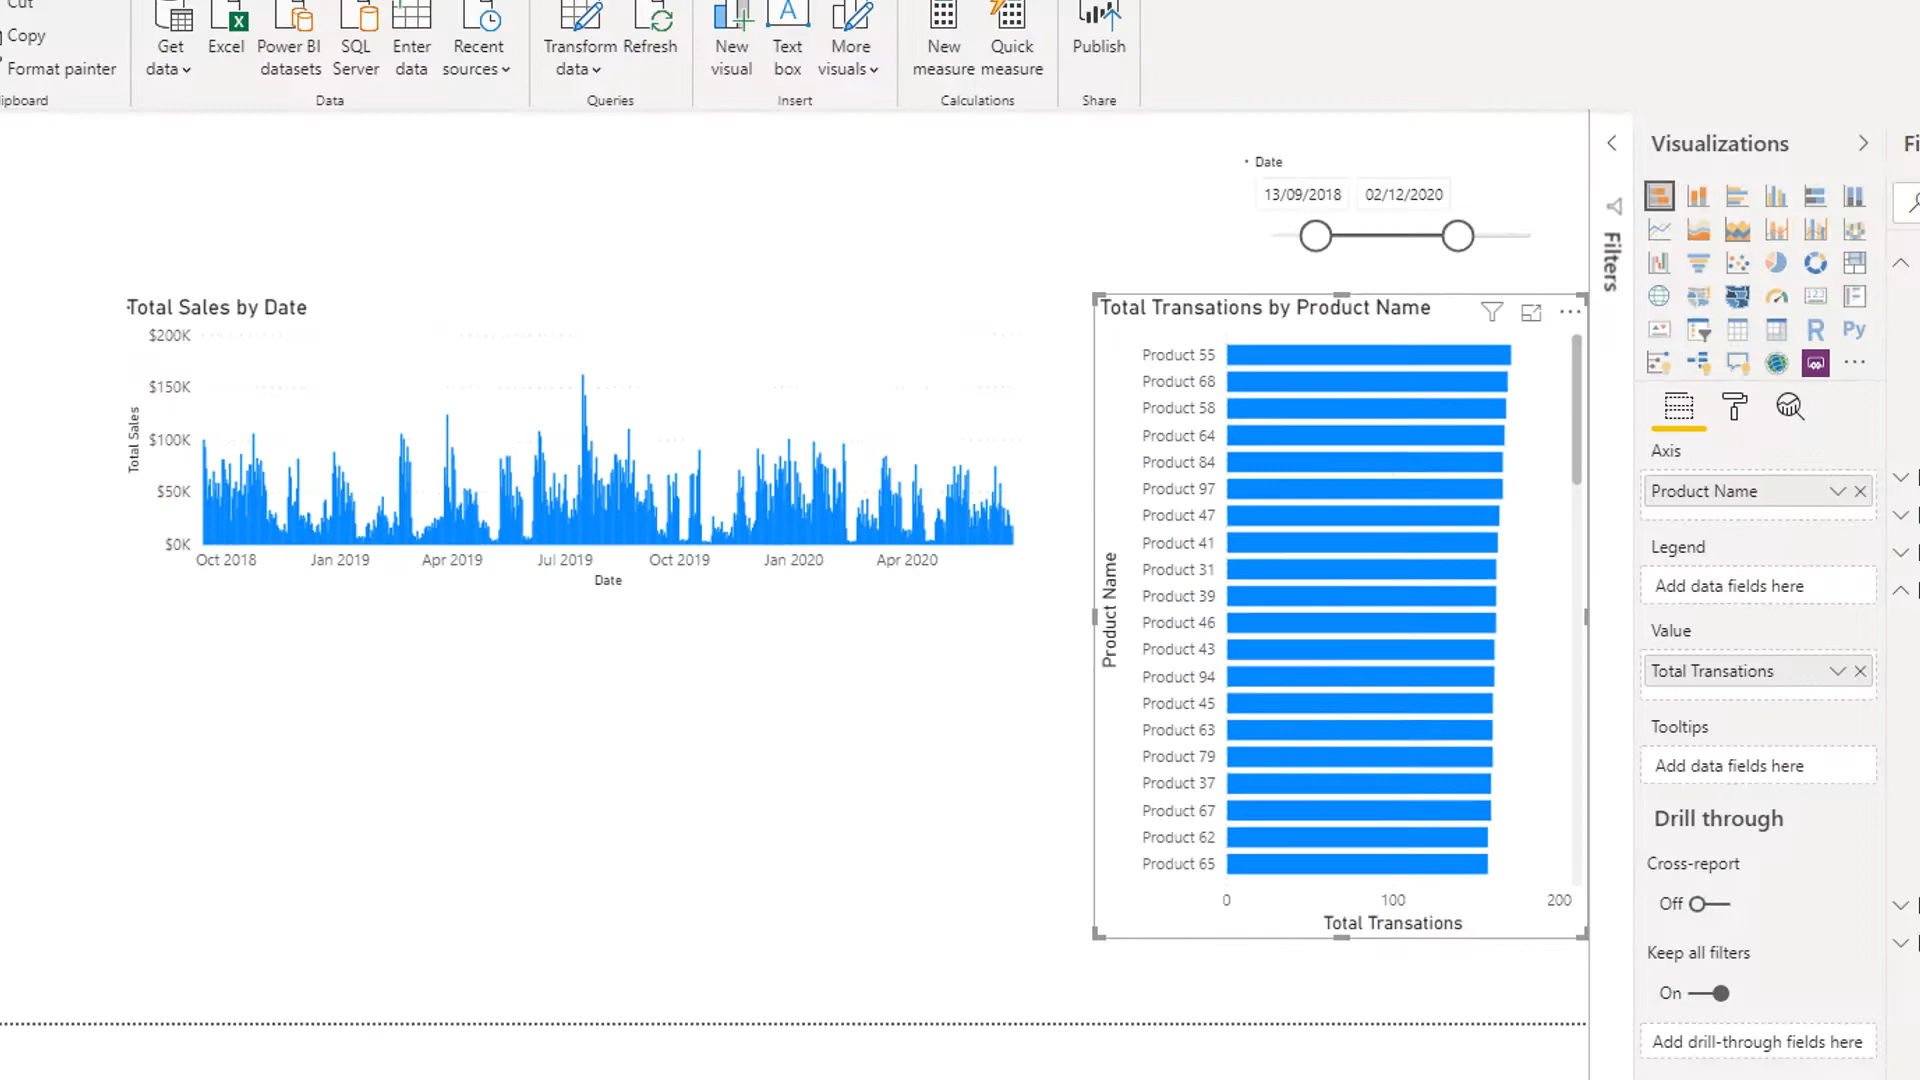 Cut
Copy
Format painter
lipboard
Get data
Excel
Power BI datasets
SQL Server
Enter data
Recent sources
Data
Transform data
Refresh
Queries
New visual
Text box
More visuals
Insert
New measure
Quick measure
Calculations
Publish
Share
Date
13/09/2018 02/12/2020
Total Sales by Date
$200K
$150K
$100K
$50K
$0K
Total Sales
Oct 2018 Jan 2019 Apr 2019 Jul 2019 Oct 2019 Jan 2020 Apr 2020
Date
Total Transations by Product Name
Product Name
Product 55
Product 68
Product 58
Product 64
Product 84
Product 97
Product 47
Product 41
Product 31
Product 39
Product 46
Product 43
Product 94
Product 45
Product 63
Product 79
Product 37
Product 67
Product 62
Product 65
0 100 200
Total Transations
Filters
Visualizations
R Py
123
Axis
Product Name
Legend
Add data fields here
Value
Total Transations
Tooltips
Add data fields here
Drill through
Cross-report
Off
Keep all filters
On
Add drill-through fields here
Fi